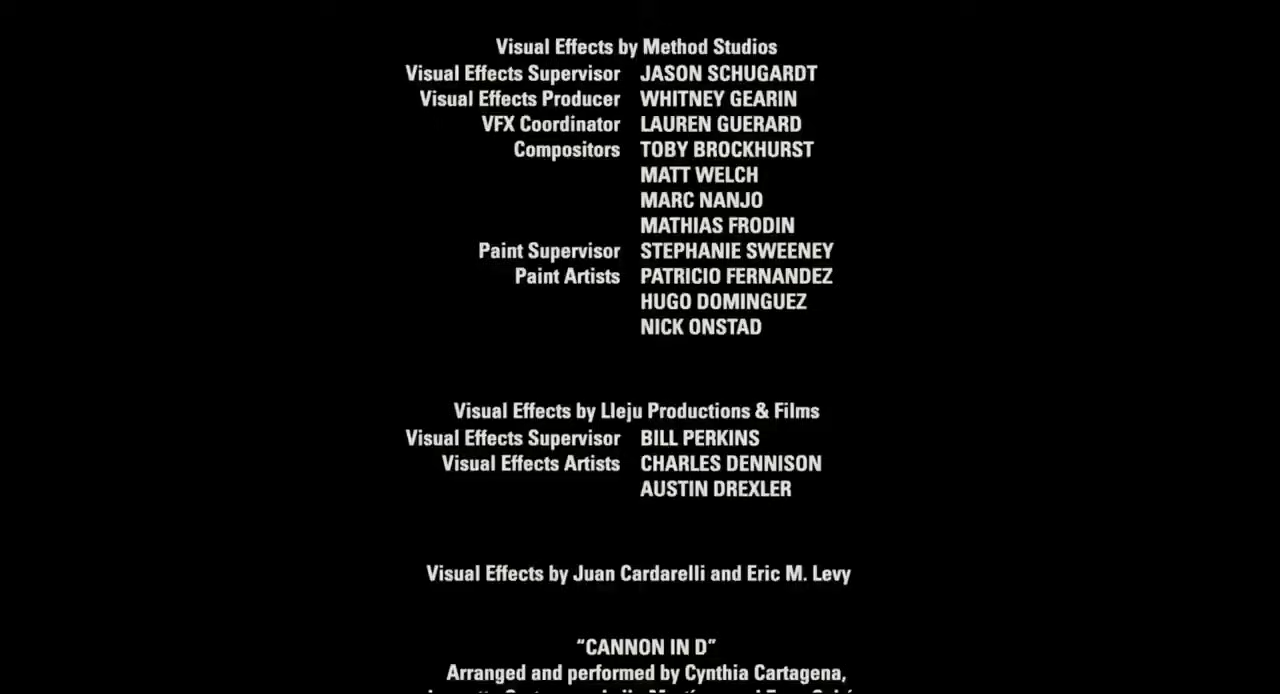 Visual Effects by Method Studios
Visual Effects Supervisor JASON SCHUGARDT
Visual Effects Producer WHITNEY GEARIN
VFX Coordinator LAUREN GUERARD
Compositors TOBY BROCKHURST
MATT WELCH
MARC NANJO
MATHIAS FRODIN
Paint Supervisor STEPHANIE SWEENEY
Paint Artists PATRICIO FERNANDEZ
HUGO DOMINGUEZ
NICK ONSTAD
Visual Effects by Lleju Productions & Films
Visual Effects Supervisor BILL PERKINS
Visual Effects Artists CHARLES DENNISON
AUSTIN DREXLER
Visual Effects by Juan Cardarelli and Eric M. Levy
“CANNON IN D”
Arranged and performed by Cynthia Cartagena,